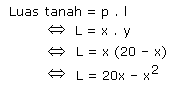 Luas tanah = p . l
⇔ L = x . y
⇔ L = x (20 - x)
⇔ L = 20x - x²